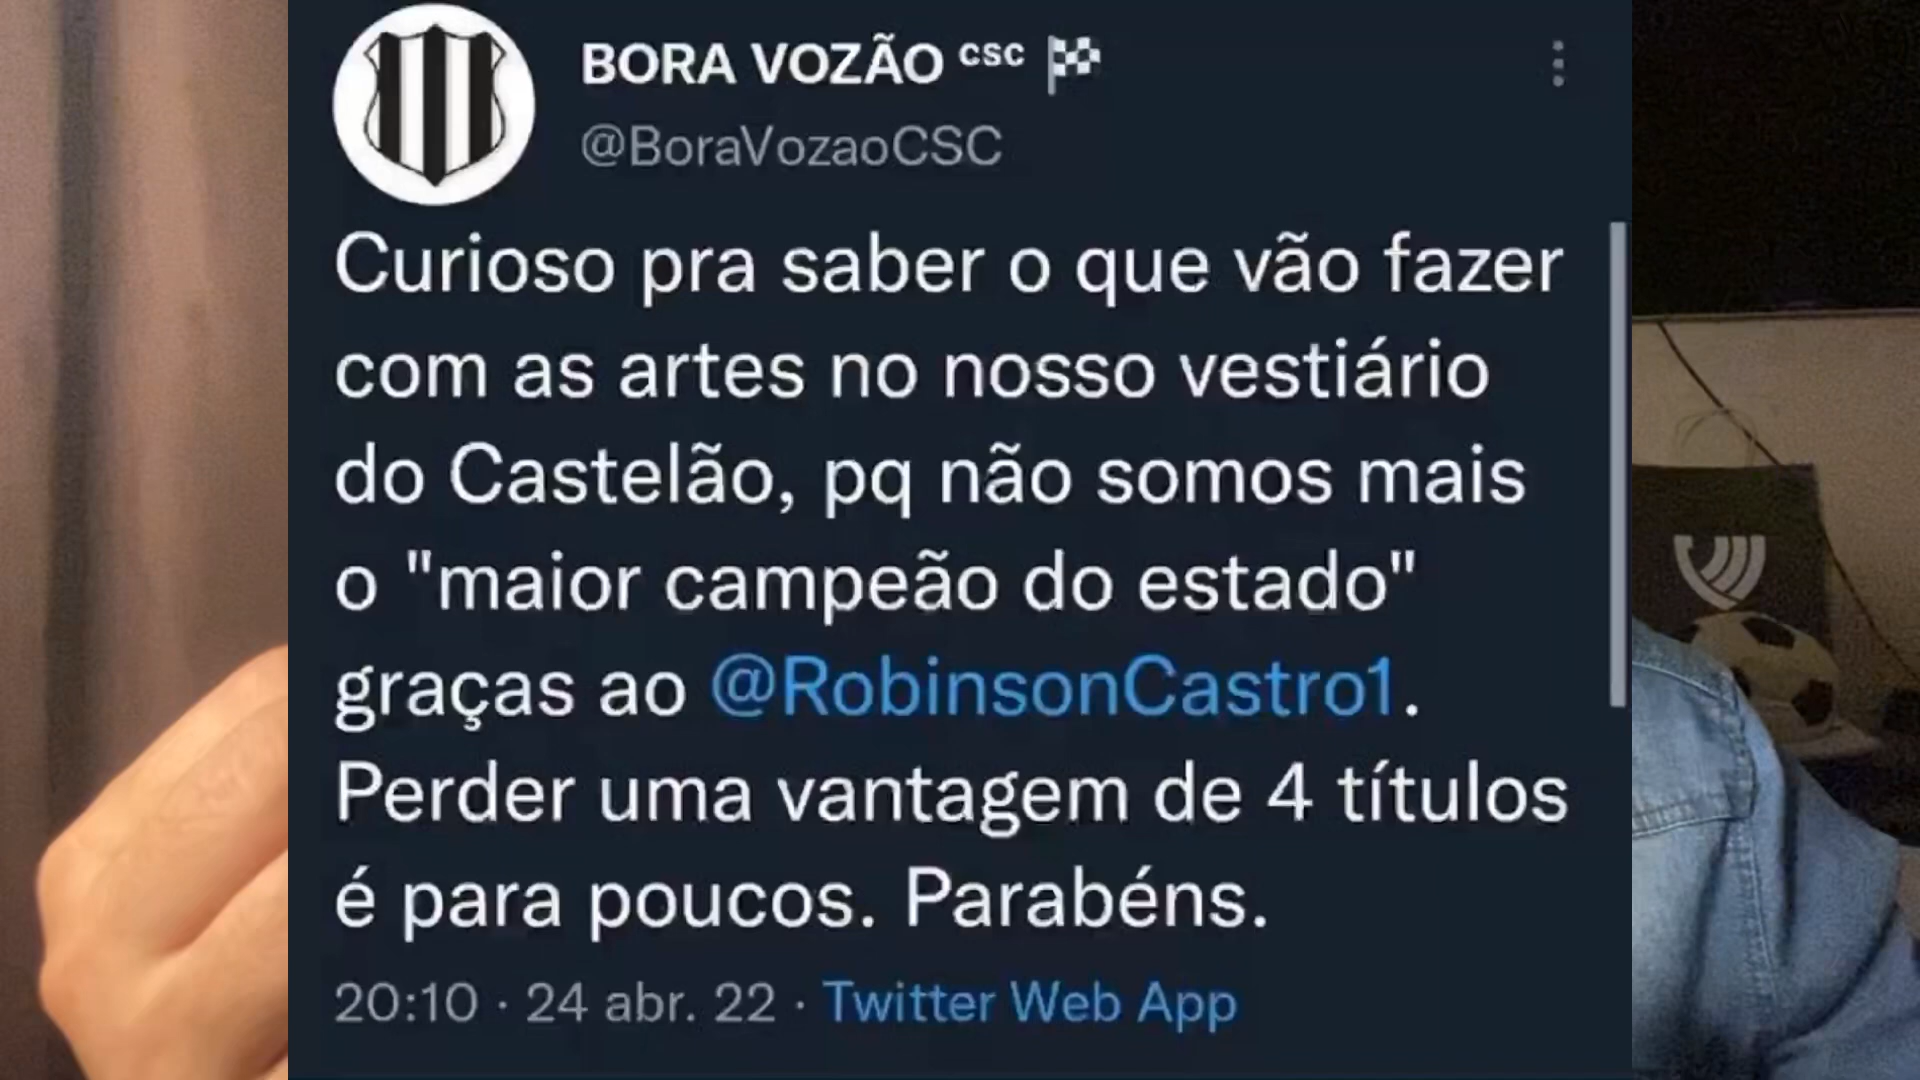 BORA VOZÃO ᶜˢᶜ 🏁
@BoraVozaoCSC
Curioso pra saber o que vão fazer
com as artes no nosso vestiário
do Castelão, pq não somos mais
o "maior campeão do estado"
graças ao @RobinsonCastro1.
Perder uma vantagem de 4 títulos
é para poucos. Parabéns.
20:10 · 24 abr. 22 · Twitter Web App